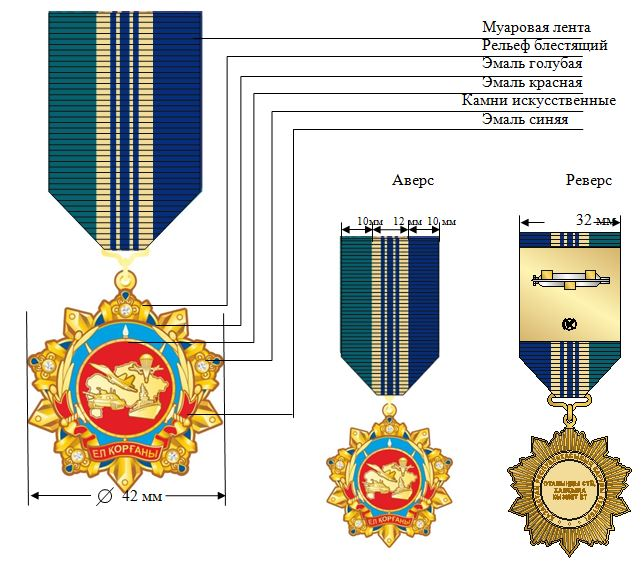 Муаровая лента
Рельеф блестящий
Эмаль голубая
Эмаль красная
Камни искусственные
Эмаль синяя
Аверс
Реверс
10мм 12 мм 10 мм
32 мм
ЕЛ ҚОРҒАНЫ
ЕЛ ҚОРҒАНЫ
Ø 42 мм